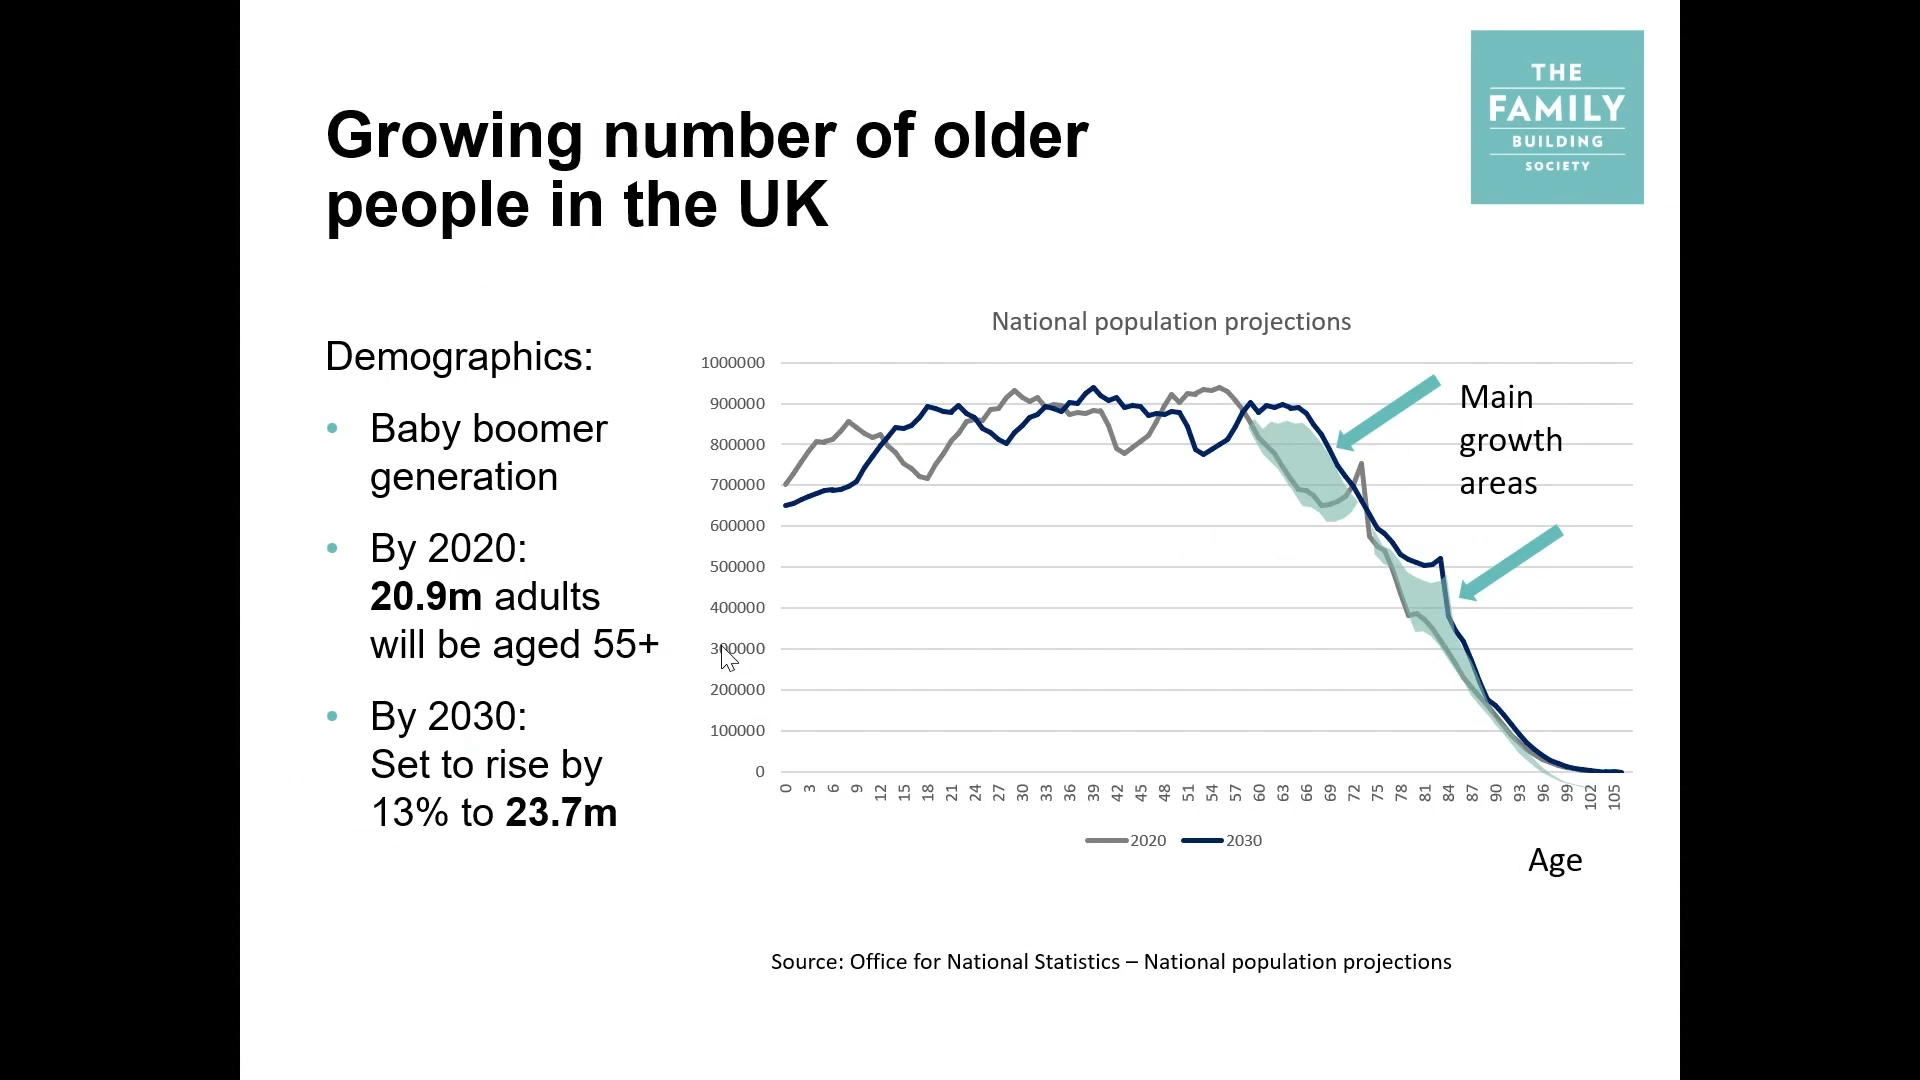 THE
FAMILY
BUILDING
SOCIETY
Growing number of older
people in the UK
Demographics:
• Baby boomer
generation
• By 2020:
20.9m adults
will be aged 55+
• By 2030:
Set to rise by
13% to 23.7m
National population projections
1000000
900000
800000
700000
600000
500000
400000
300000
200000
100000
0
0 3 6 9 12 15 18 21 24 27 30 33 36 39 42 45 48 51 54 57 60 63 66 69 72 75 78 81 84 87 90 93 96 99 102 105
Main
growth
areas
2020 2030
Age
Source: Office for National Statistics – National population projections